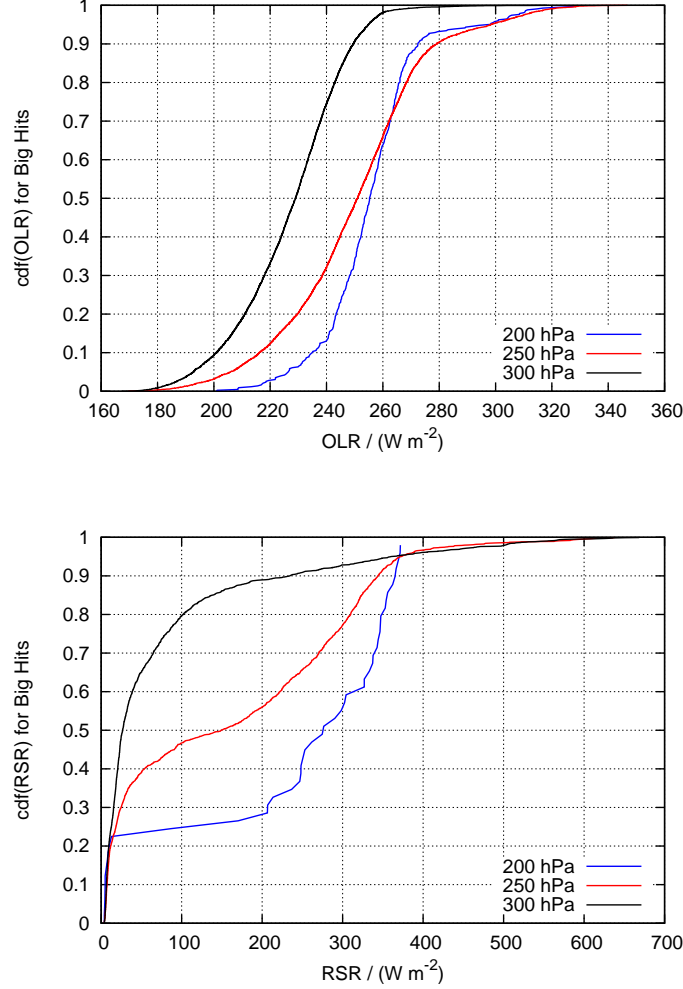 1
0.9
0.8
0.7
0.6
0.5
0.4
0.3
0.2
0.1
0
cdf(OLR) for Big Hits
200 hPa
250 hPa
300 hPa
160 180 200 220 240 260 280 300 320 340 360
OLR / (W m-2)
1
0.9
0.8
0.7
0.6
0.5
0.4
0.3
0.2
0.1
0
cdf(RSR) for Big Hits
200 hPa
250 hPa
300 hPa
0 100 200 300 400 500 600 700
RSR / (W m-2)